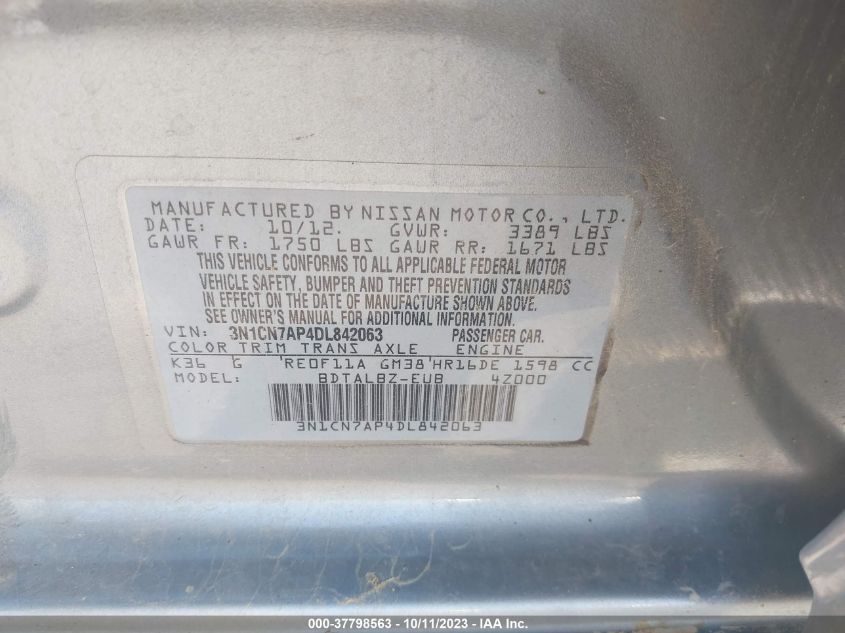 MANUFACTURED BY NISSAN MOTOR CO., LTD.
DATE: 10/12. GVWR: 3389 LBS
GAWR FR: 1750 LBS GAWR RR: 1671 LBS
THIS VEHICLE CONFORMS TO ALL APPLICABLE FEDERAL MOTOR
VEHICLE SAFETY, BUMPER AND THEFT PREVENTION STANDARDS
IN EFFECT ON THE DATE OF MANUFACTURE SHOWN ABOVE.
SEE OWNER'S MANUAL FOR ADDITIONAL INFORMATION.
VIN: 3N1CN7AP4DL842063 PASSENGER CAR.
COLOR TRIM TRANS AXLE ENGINE
K36 G 'RE0F11A GM38'HR16DE 1598 CC
MODEL: BDTALBZ-EUB 4Z000
3N1CN7AP4DL842063
000-37798563 - 10/11/2023 - IAA Inc.